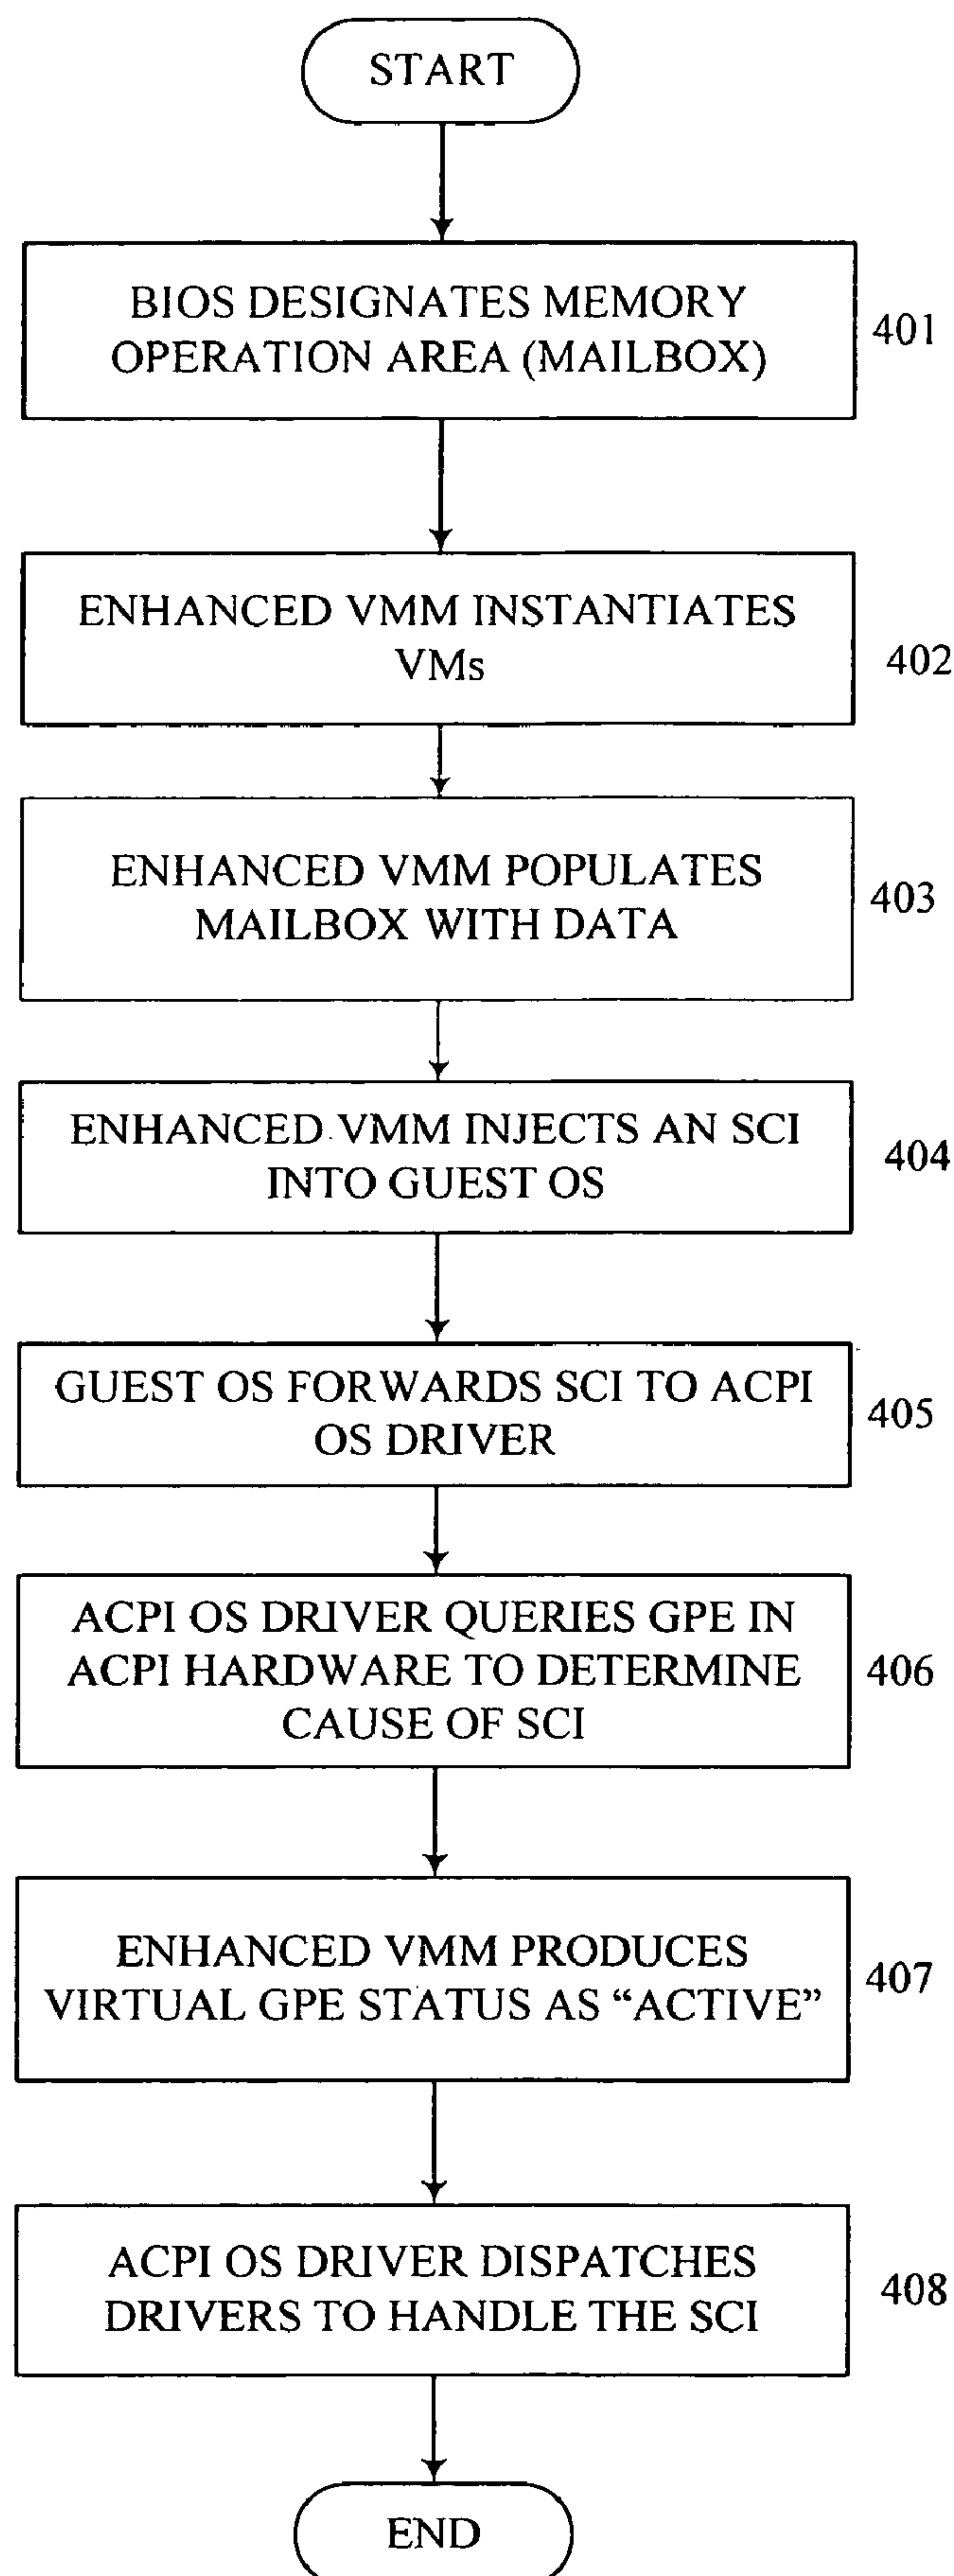 START
BIOS DESIGNATES MEMORY
OPERATION AREA (MAILBOX)
401
ENHANCED VMM INSTANTIATES
VMs
402
ENHANCED VMM POPULATES
MAILBOX WITH DATA
403
ENHANCED VMM INJECTS AN SCI
INTO GUEST OS
404
GUEST OS FORWARDS SCI TO ACPI
OS DRIVER
405
ACPI OS DRIVER QUERIES GPE IN
ACPI HARDWARE TO DETERMINE
CAUSE OF SCI
406
ENHANCED VMM PRODUCES
VIRTUAL GPE STATUS AS “ACTIVE”
407
ACPI OS DRIVER DISPATCHES
DRIVERS TO HANDLE THE SCI
408
END